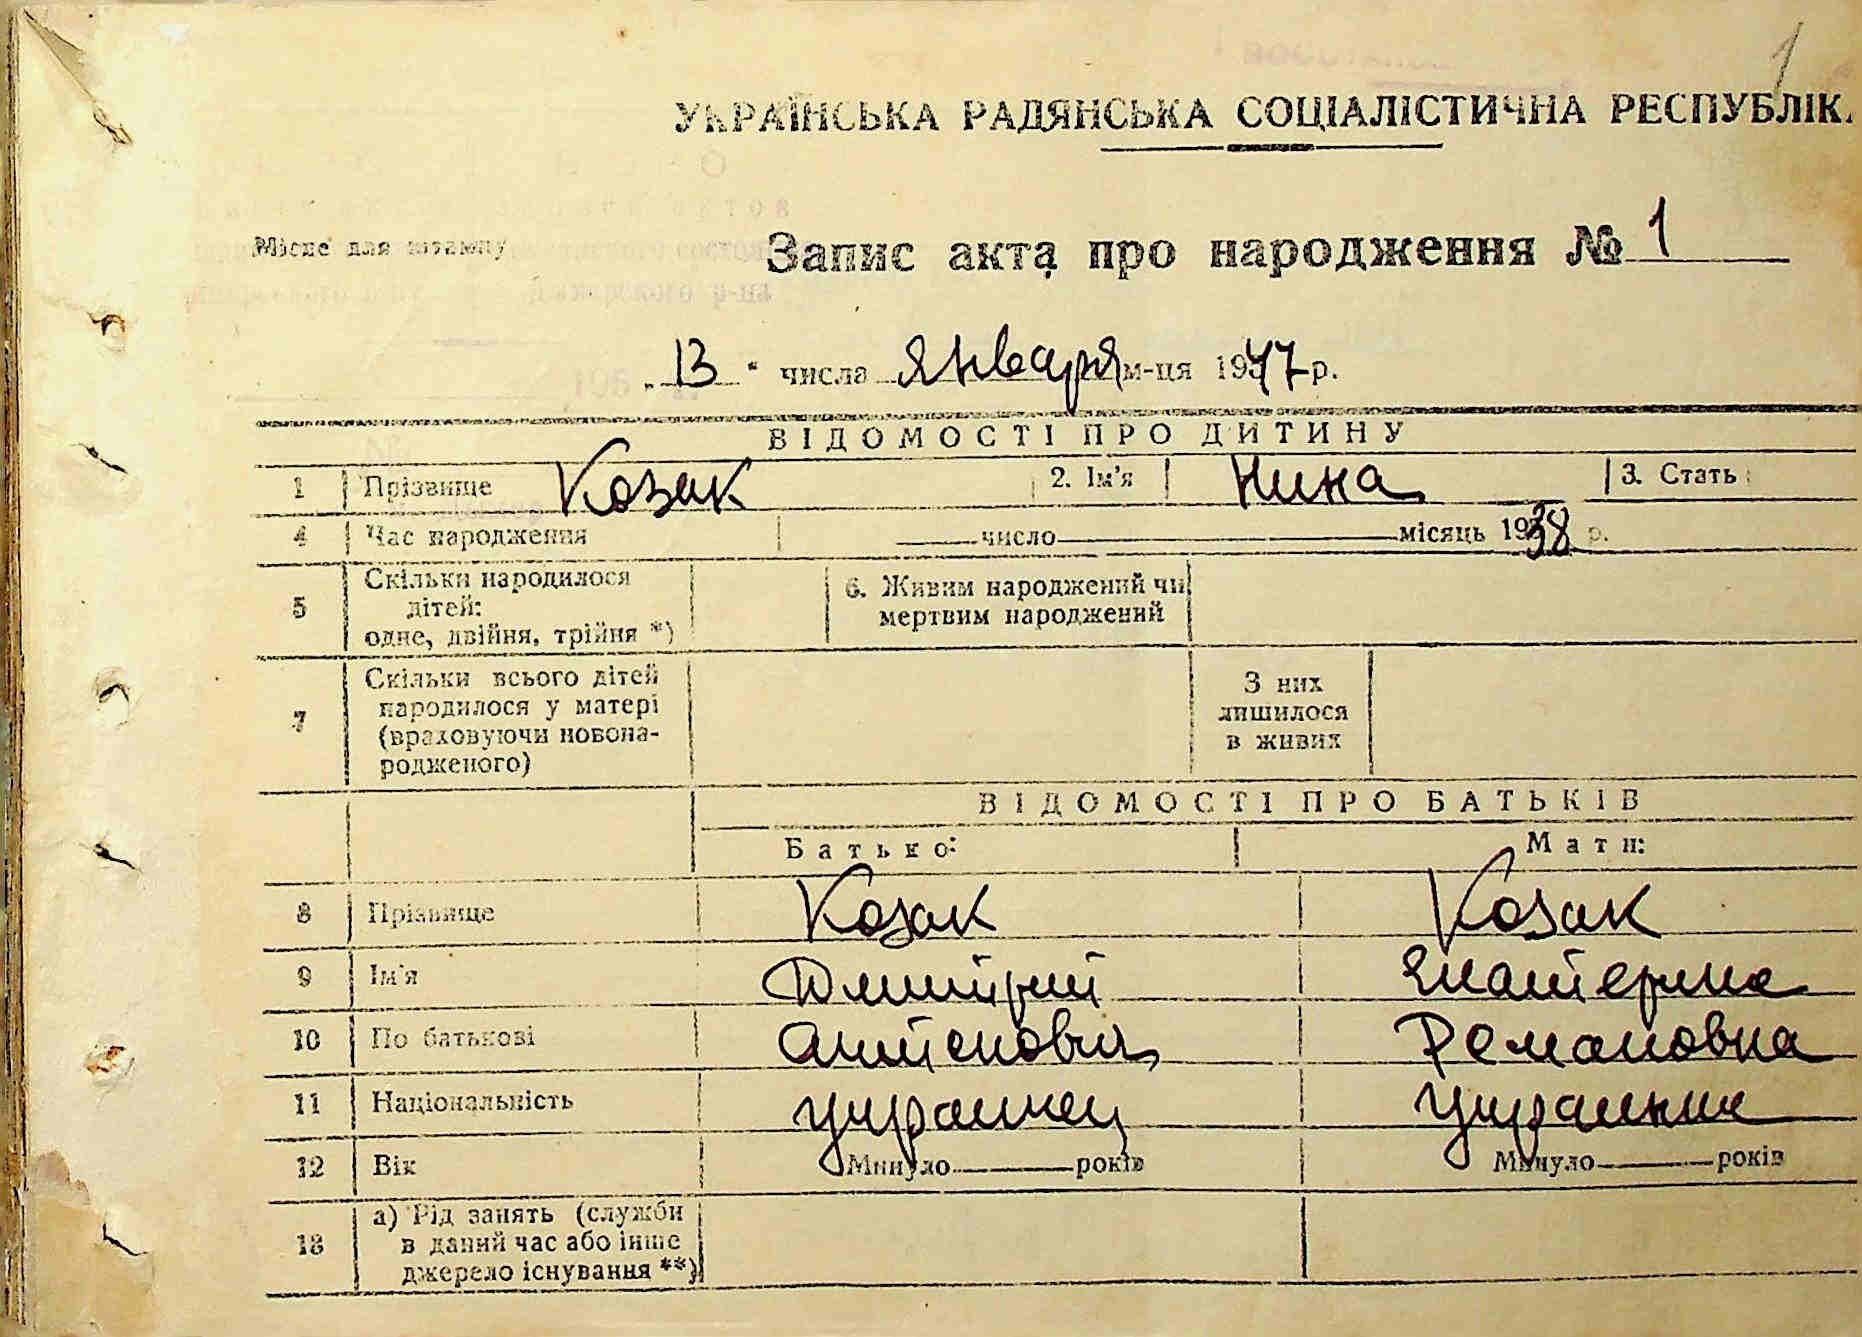 1
УКРАЇНСЬКА РАДЯНСЬКА СОЦІАЛІСТИЧНА РЕСПУБЛІК
Місце для штампу
Запис акта про народження № 1
„13“ числа января м-ця 1947 р.
ВІДОМОСТІ ПРО ДИТИНУ
1 Прізвище Козак 2. Ім'я Нина 3. Стать
4 Час народження число місяць 1938 р.
5 Скільки народилося дітей: одне, двійня, трійня *) 6. Живим народжений чи мертвим народжений
7 Скільки всього дітей народилося у матері (враховуючи новонародженого) З них лишилося в живих
ВІДОМОСТІ ПРО БАТЬКІВ
Батько: Мати:
8 Прізвище Козак Козак
9 Ім'я Дмитрий Екатерина
10 По батькові Антонович Романовна
11 Національність украинец украинка
12 Вік Минуло років Минуло років
13 а) Рід занять (служби в даний час або інше джерело існування **)